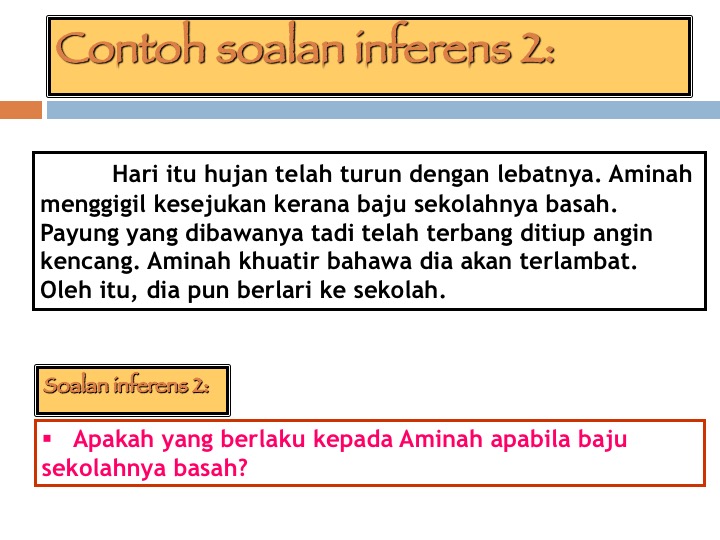 Contoh soalan inferens 2:
Hari itu hujan telah turun dengan lebatnya. Aminah
menggigil kesejukan kerana baju sekolahnya basah.
Payung yang dibawanya tadi telah terbang ditiup angin
kencang. Aminah khuatir bahawa dia akan terlambat.
Oleh itu, dia pun berlari ke sekolah.
Soalan inferens 2:
▪ Apakah yang berlaku kepada Aminah apabila baju
sekolahnya basah?